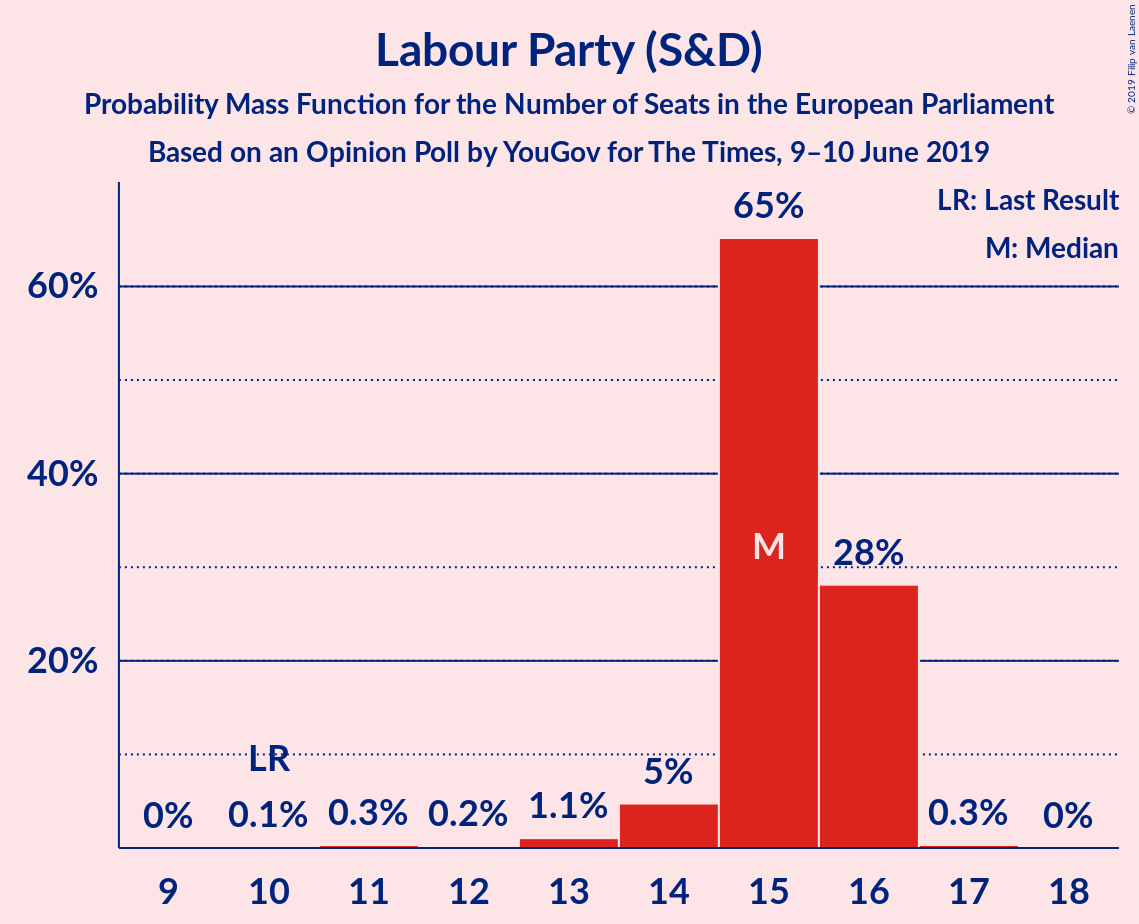 Labour Party (S&D)
Probability Mass Function for the Number of Seats in the European Parliament
Based on an Opinion Poll by YouGov for The Times, 9–10 June 2019
© 2019 Filip van Laenen
LR: Last Result
M: Median
60%
40%
20%
0%
LR
0.1%
0.3%
0.2%
1.1%
5%
65%
M
28%
0.3%
0%
9 10 11 12 13 14 15 16 17 18